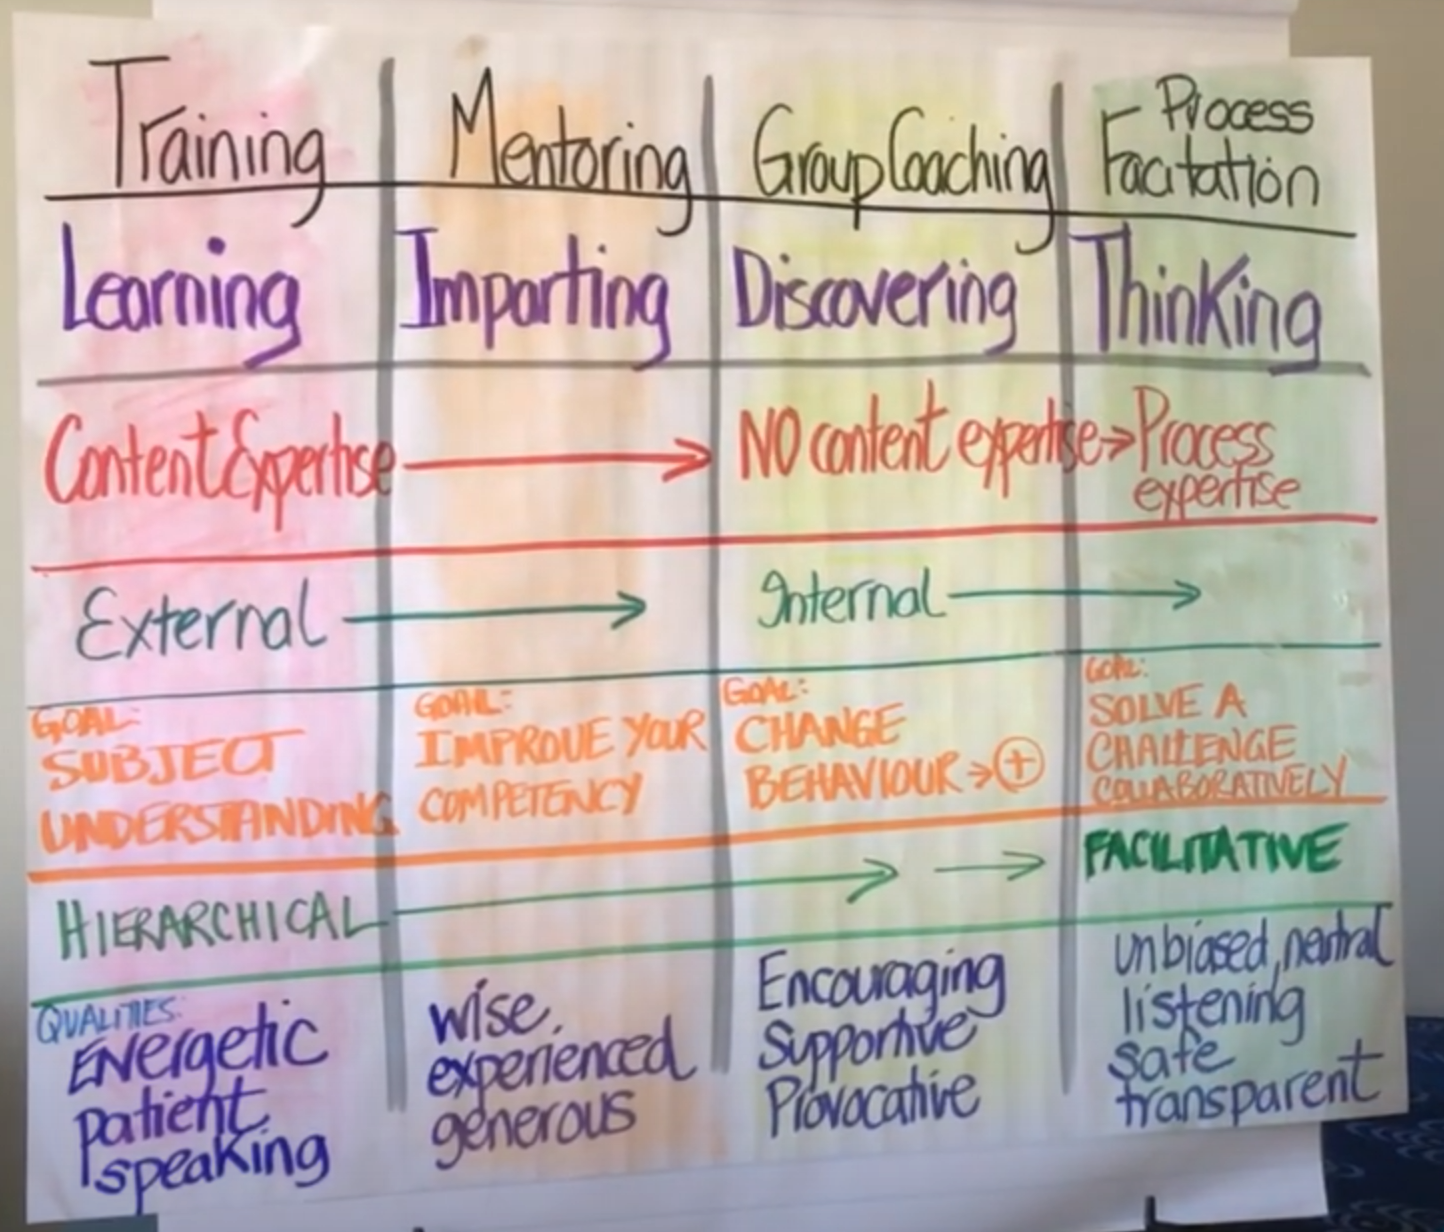 Training Mentoring Group Coaching Process
Facitation
Learning Imparting Discovering Thinking
Content Expertise → NO content expertise → Process
expertise
External → Internal →
GOAL: GOAL: GOAL: GOAL:
SUBJECT IMPROVE YOUR CHANGE SOLVE A
UNDERSTANDING COMPETENCY BEHAVIOUR → + CHALLENGE
COLLABORATIVELY
HIERARCHICAL → → FACILITATIVE
QUALITIES:
Energetic wise, Encouraging unbiased, neutral
patient experienced Supportive listening
speaking generous Provocative safe
transparent